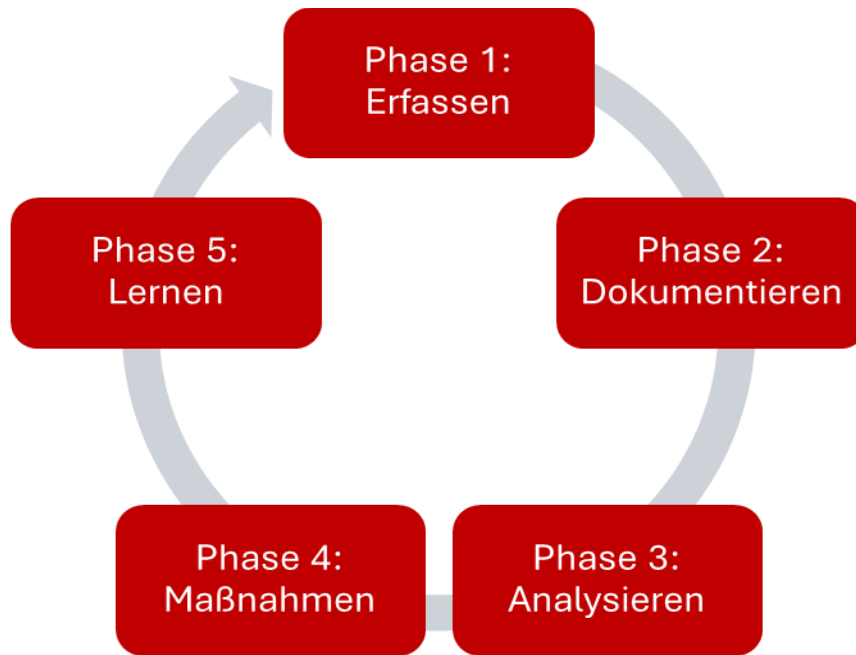 Phase 1:
Erfassen
Phase 2:
Dokumentieren
Phase 3:
Analysieren
Phase 4:
Maßnahmen
Phase 5:
Lernen